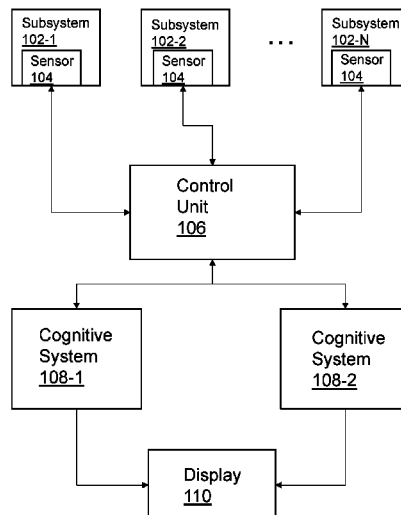 Subsystem
102-1
Sensor
104
Subsystem
102-2
Sensor
104
...
Subsystem
102-N
Sensor
104
Control
Unit
106
Cognitive
System
108-1
Cognitive
System
108-2
Display
110